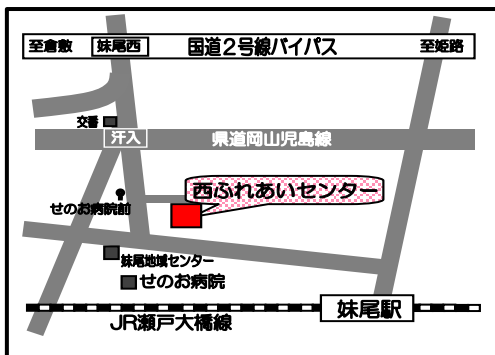 至倉敷
妹尾西
国道2号線バイパス
至姫路
交番
汗入
県道岡山児島線
西ふれあいセンター
せのお病院前
妹尾地域センター
せのお病院
妹尾駅
JR瀬戸大橋線